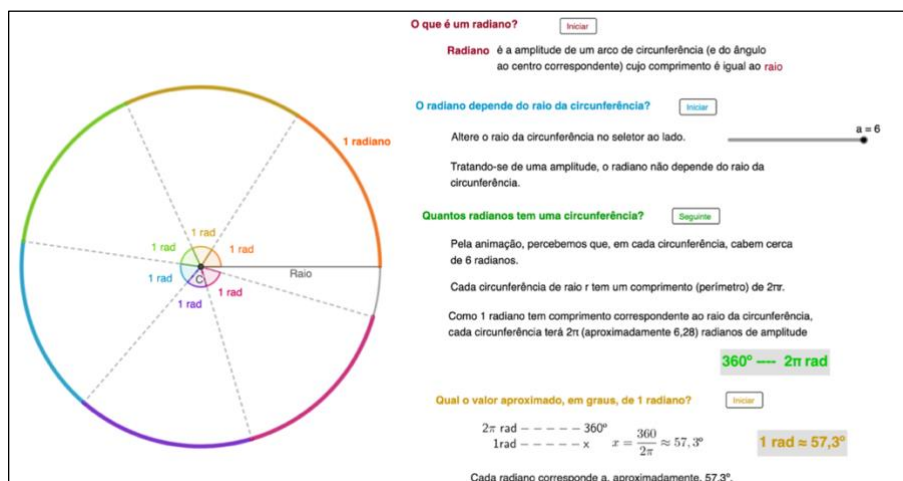 O que é um radiano?
Iniciar
Radiano é a amplitude de um arco de circunferência (e do ângulo
ao centro correspondente) cujo comprimento é igual ao raio
O radiano depende do raio da circunferência?
Iniciar
Altere o raio da circunferência no seletor ao lado.
a = 6
Tratando-se de uma amplitude, o radiano não depende do raio da
circunferência.
Quantos radianos tem uma circunferência?
Seguinte
Pela animação, percebemos que, em cada circunferência, cabem cerca
de 6 radianos.
Cada circunferência de raio r tem um comprimento (perímetro) de 2πr.
Como 1 radiano tem comprimento correspondente ao raio da circunferência,
cada circunferência terá 2π (aproximadamente 6,28) radianos de amplitude
360º ---- 2π rad
Qual o valor aproximado, em graus, de 1 radiano?
Iniciar
2π rad – – – – – 360º
1rad – – – – – x
x = 360/2π ≈ 57,3º
1 rad ≈ 57,3º
Cada radiano corresponde a, aproximadamente, 57,3º.
1 radiano
1 rad
1 rad
1 rad
1 rad
1 rad
1 rad
C
Raio